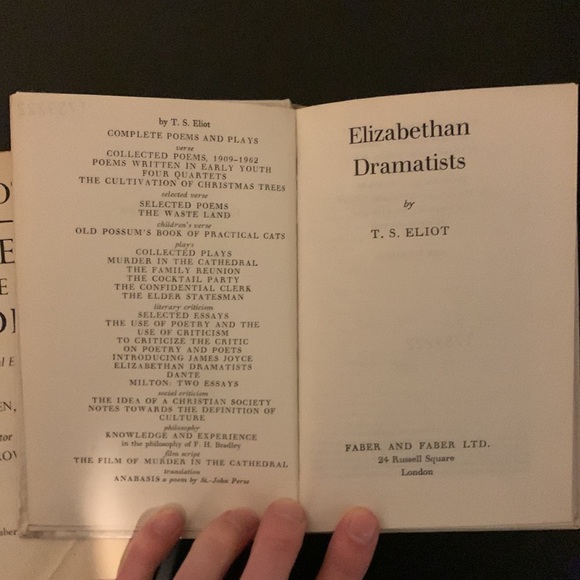 by T. S. Eliot
COMPLETE POEMS AND PLAYS
verse
COLLECTED POEMS, 1909-1962
POEMS WRITTEN IN EARLY YOUTH
FOUR QUARTETS
THE CULTIVATION OF CHRISTMAS TREES
selected verse
SELECTED POEMS
THE WASTE LAND
children's verse
OLD POSSUM'S BOOK OF PRACTICAL CATS
plays
COLLECTED PLAYS
MURDER IN THE CATHEDRAL
THE FAMILY REUNION
THE COCKTAIL PARTY
THE CONFIDENTIAL CLERK
THE ELDER STATESMAN
literary criticism
SELECTED ESSAYS
THE USE OF POETRY AND THE
USE OF CRITICISM
TO CRITICIZE THE CRITIC
ON POETRY AND POETS
INTRODUCING JAMES JOYCE
ELIZABETHAN DRAMATISTS
DANTE
MILTON: TWO ESSAYS
social criticism
THE IDEA OF A CHRISTIAN SOCIETY
NOTES TOWARDS THE DEFINITION OF
CULTURE
philosophy
KNOWLEDGE AND EXPERIENCE
in the philosophy of F. H. Bradley
film script
THE FILM OF MURDER IN THE CATHEDRAL
translation
ANABASIS a poem by St.-John Perse
Elizabethan
Dramatists
by
T. S. ELIOT
FABER AND FABER LTD.
24 Russell Square
London